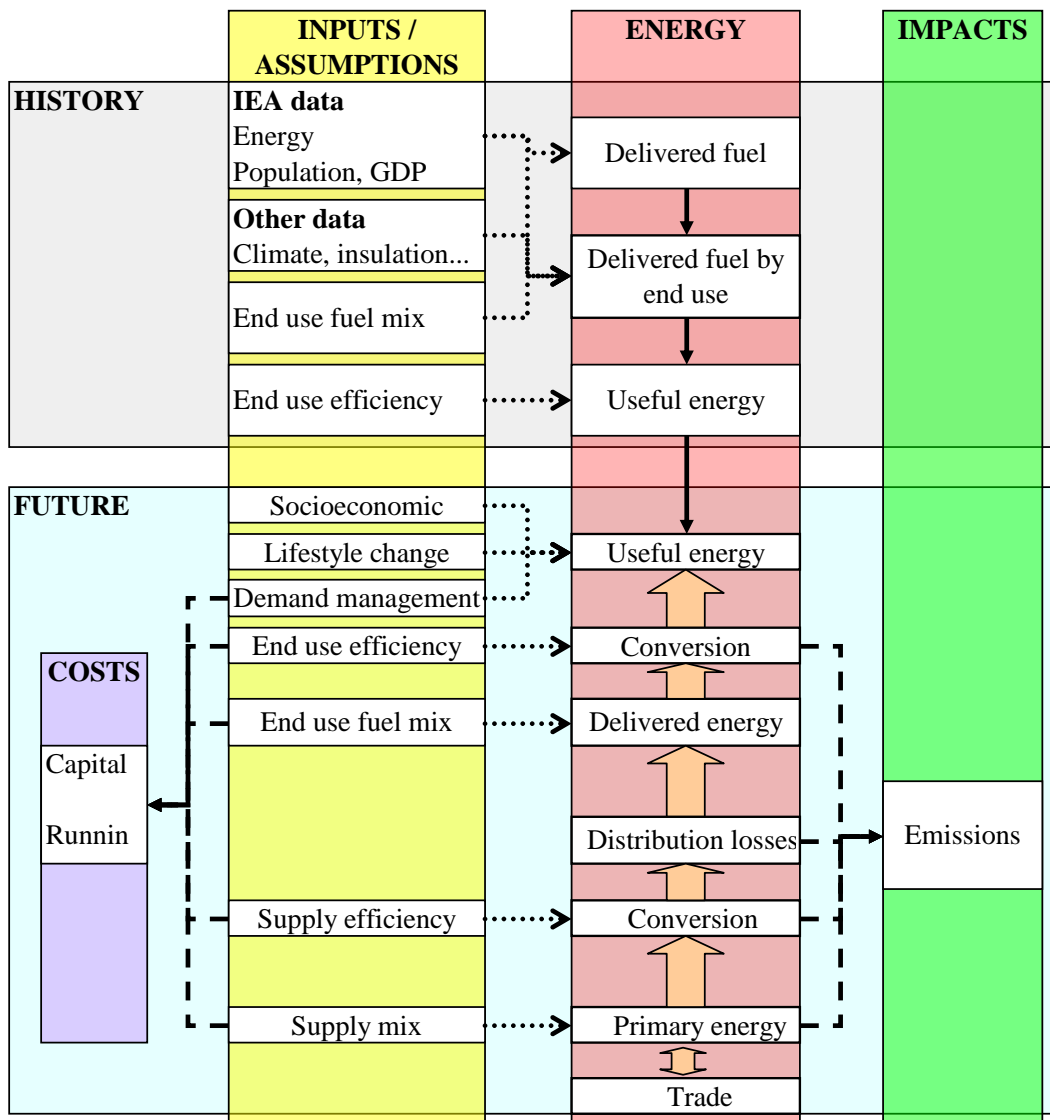 INPUTS /
ASSUMPTIONS
ENERGY
IMPACTS
HISTORY
IEA data
Energy
Population, GDP
Delivered fuel
Other data
Climate, insulation...
Delivered fuel by
end use
End use fuel mix
End use efficiency
Useful energy
FUTURE
Socioeconomic
Lifestyle change
Useful energy
Demand management
End use efficiency
Conversion
COSTS
End use fuel mix
Delivered energy
Capital
Runnin
Distribution losses
Emissions
Supply efficiency
Conversion
Supply mix
Primary energy
Trade